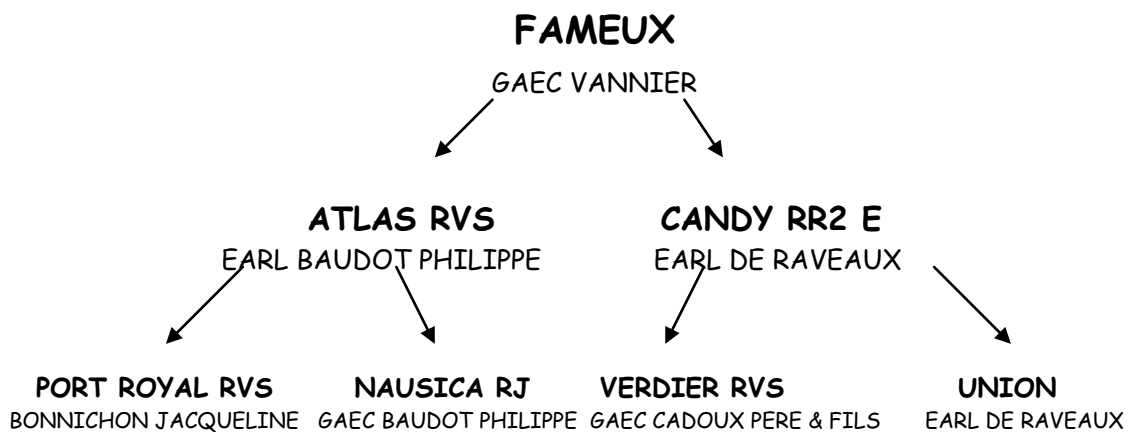 FAMEUX
GAEC VANNIER
ATLAS RVS CANDY RR2 E
EARL BAUDOT PHILIPPE EARL DE RAVEAUX
PORT ROYAL RVS NAUSICA RJ VERDIER RVS UNION
BONNICHON JACQUELINE GAEC BAUDOT PHILIPPE GAEC CADOUX PERE & FILS EARL DE RAVEAUX